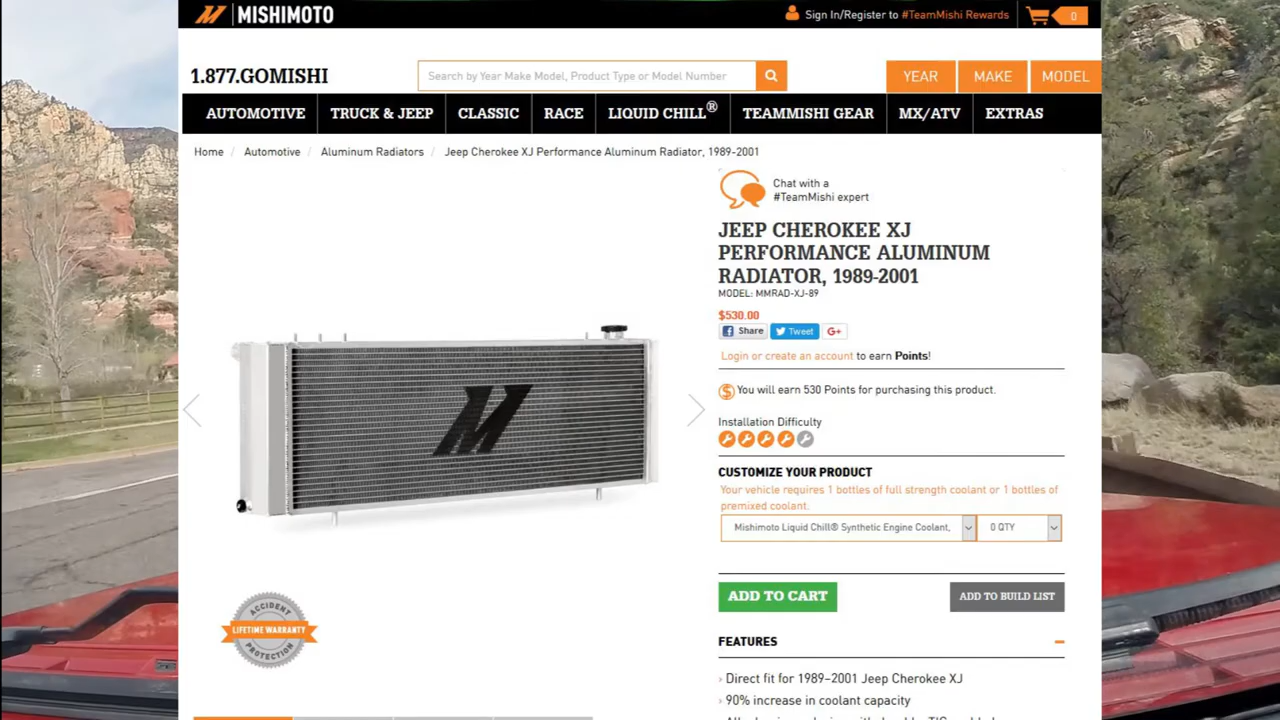 MISHIMOTO
Sign In/Register to #TeamMishi Rewards
0
1.877.GOMISHI
Search by Year Make Model, Product Type or Model Number
YEAR
MAKE
MODEL
AUTOMOTIVE
TRUCK & JEEP
CLASSIC
RACE
LIQUID CHILL®
TEAMMISHI GEAR
MX/ATV
EXTRAS
Home / Automotive / Aluminum Radiators / Jeep Cherokee XJ Performance Aluminum Radiator, 1989-2001
Chat with a
#TeamMishi expert
JEEP CHEROKEE XJ
PERFORMANCE ALUMINUM
RADIATOR, 1989-2001
MODEL: MMRAD-XJ-89
$530.00
Share
Tweet
G+
Login or create an account to earn Points!
You will earn 530 Points for purchasing this product.
Installation Difficulty
CUSTOMIZE YOUR PRODUCT
Your vehicle requires 1 bottles of full strength coolant or 1 bottles of
premixed coolant.
Mishimoto Liquid Chill® Synthetic Engine Coolant,
0 QTY
ADD TO CART
ADD TO BUILD LIST
ACCIDENT
LIFETIME WARRANTY
PROTECTION
FEATURES
› Direct fit for 1989–2001 Jeep Cherokee XJ
› 90% increase in coolant capacity